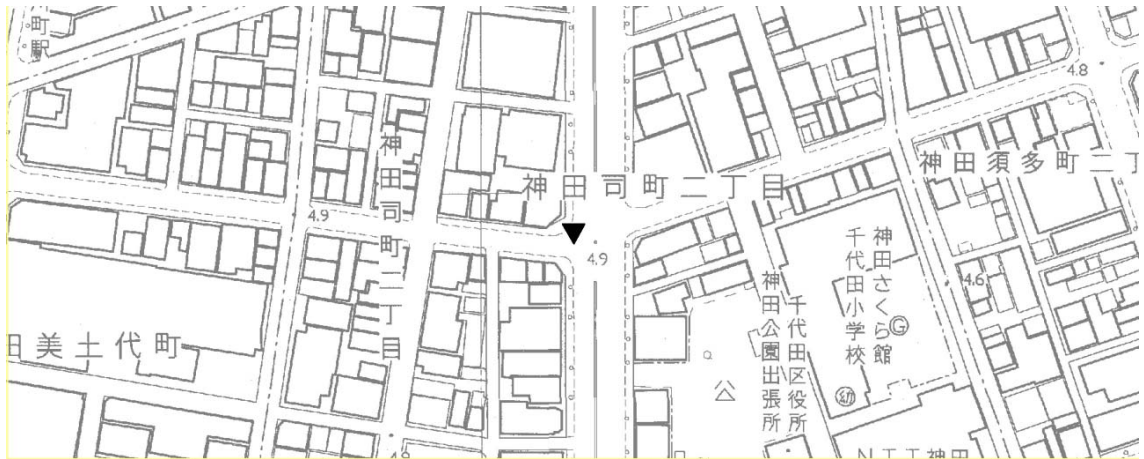 町駅
4.8
神田司町二丁目
神田須多町二丁
神田司町二丁目
4.9
4.9
神田さくら館
千代田小学校
4.6
千代田区役所
神田公園出張所
G
田美土代町
公
幼
4.9
NTT神田